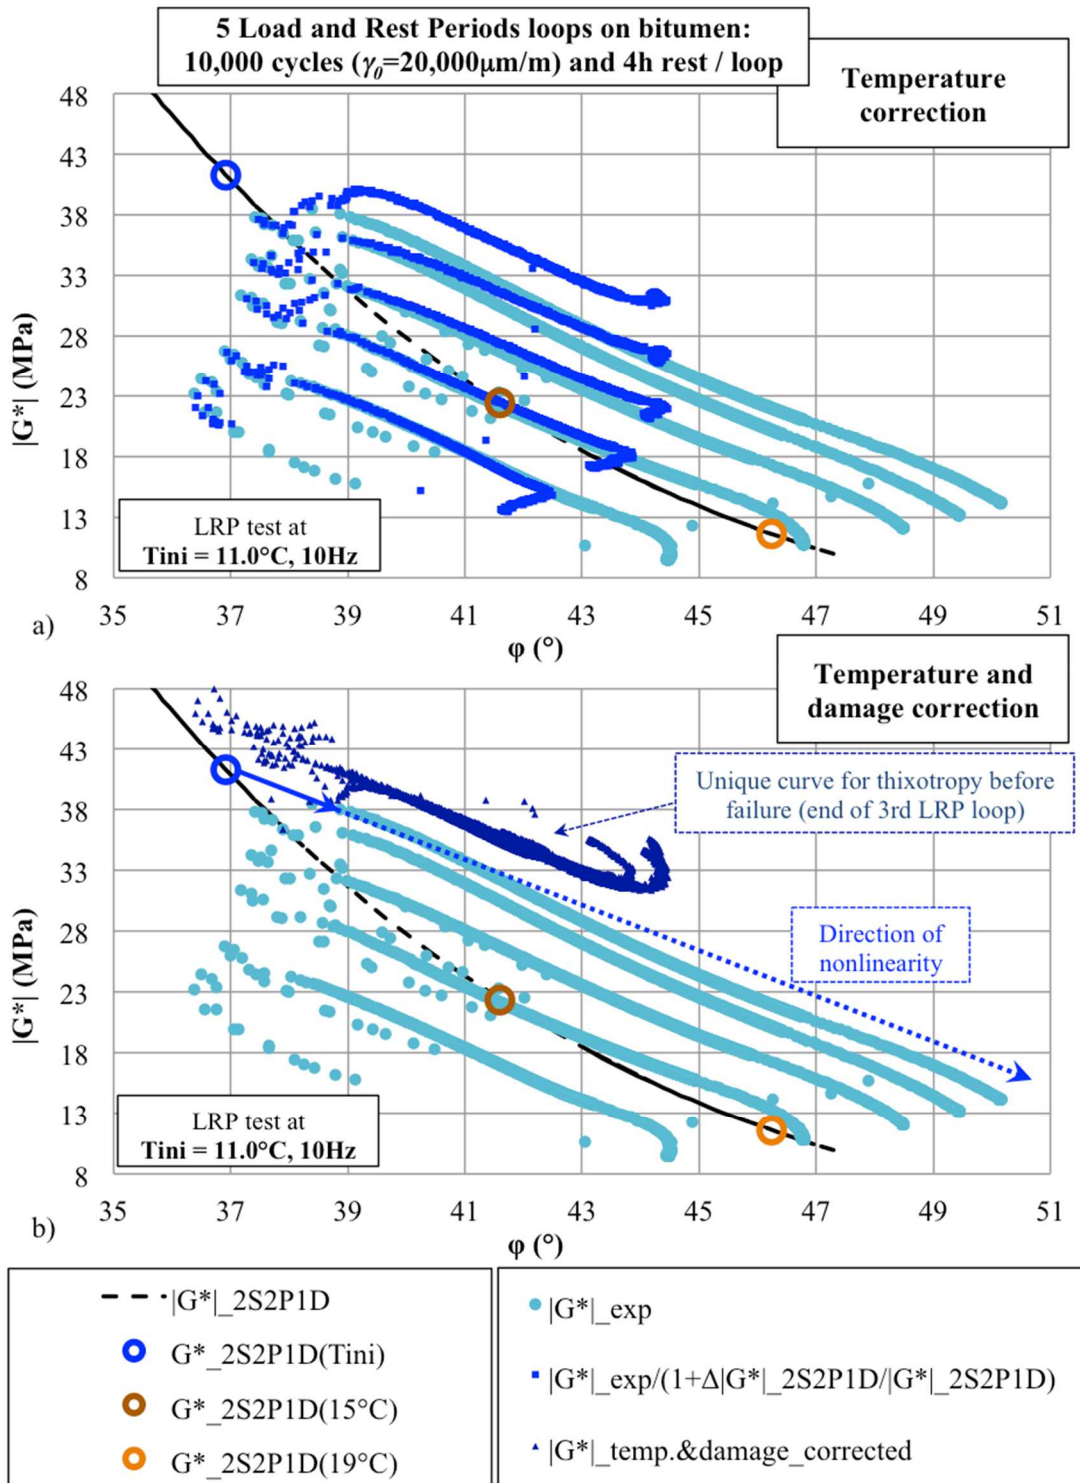 a)
5 Load and Rest Periods loops on bitumen:
10,000 cycles (γ0=20,000μm/m) and 4h rest / loop
Temperature
correction
48
43
38
33
28
23
18
13
8
|G*| (MPa)
LRP test at
Tini = 11.0°C, 10Hz
35 37 39 41 43 45 47 49 51
φ (°)
Temperature and
damage correction
48
43
38
33
28
23
18
13
8
|G*| (MPa)
Unique curve for thixotropy before
failure (end of 3rd LRP loop)
Direction of
nonlinearity
LRP test at
Tini = 11.0°C, 10Hz
35 37 39 41 43 45 47 49 51
b)
φ (°)
|G*|_2S2P1D
G*_2S2P1D(Tini)
G*_2S2P1D(15°C)
G*_2S2P1D(19°C)
|G*|_exp
|G*|_exp/(1+Δ|G*|_2S2P1D/|G*|_2S2P1D)
|G*|_temp.&damage_corrected